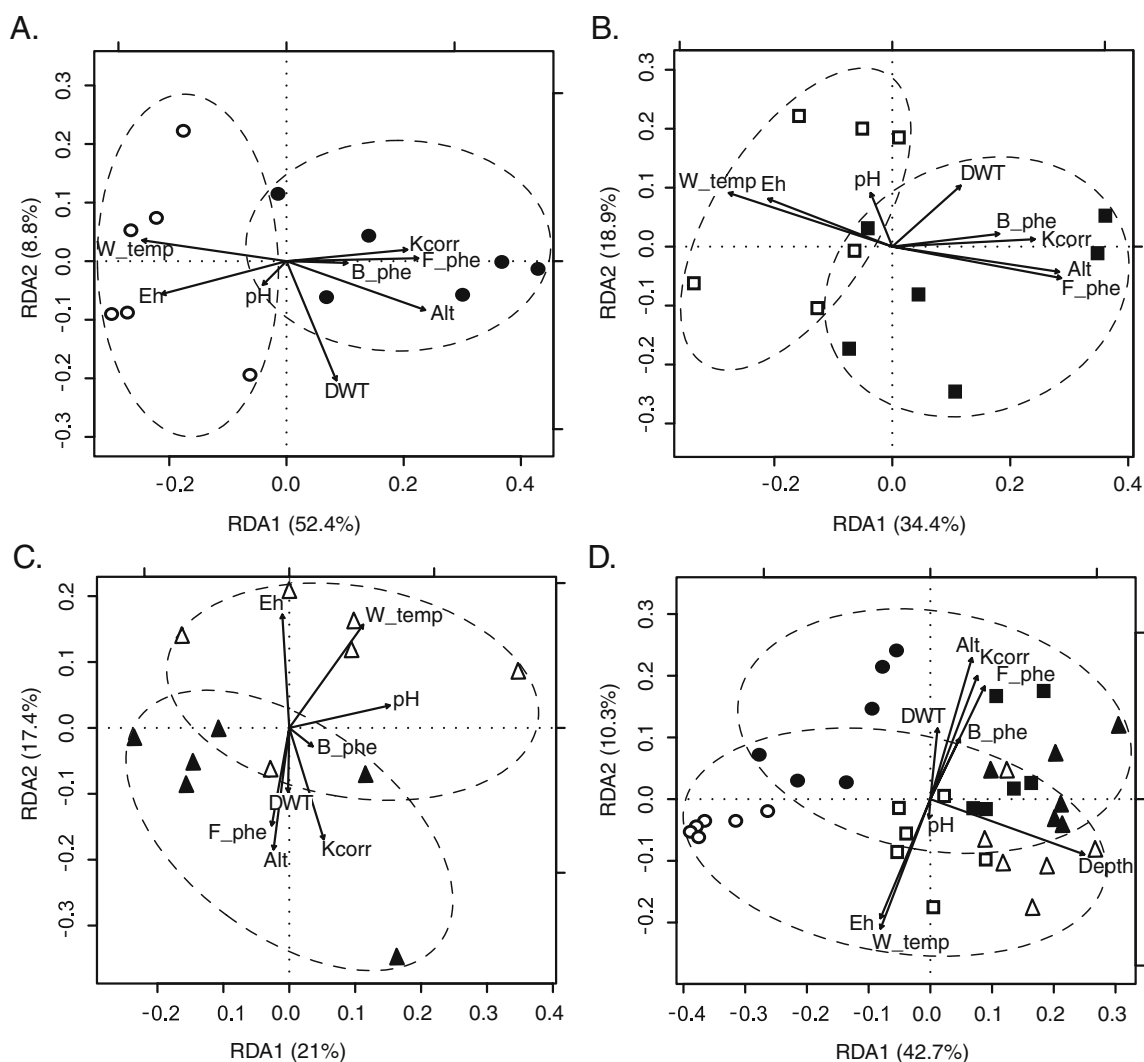 A.
RDA2 (8.8%)
0.3
0.2
0.1
0.0
-0.1
-0.2
-0.3
W_temp
Eh
pH
Kcorr
F_phe
B_phe
Alt
DWT
-0.2
0.0
0.2
0.4
RDA1 (52.4%)
B.
RDA2 (18.9%)
0.3
0.2
0.1
0.0
-0.1
-0.2
-0.3
W_temp
Eh
pH
DWT
B_phe
Kcorr
Alt
F_phe
-0.2
0.0
0.2
0.4
RDA1 (34.4%)
C.
RDA2 (17.4%)
0.2
0.1
0.0
-0.1
-0.2
-0.3
Eh
W_temp
pH
B_phe
DWT
F_phe
Alt
Kcorr
-0.2
-0.1
0.0
0.1
0.2
0.3
0.4
RDA1 (21%)
D.
RDA2 (10.3%)
0.3
0.2
0.1
0.0
-0.1
-0.2
Alt
Kcorr
F_phe
DWT
B_phe
pH
Depth
Eh
W_temp
-0.4
-0.3
-0.2
-0.1
0.0
0.1
0.2
0.3
RDA1 (42.7%)